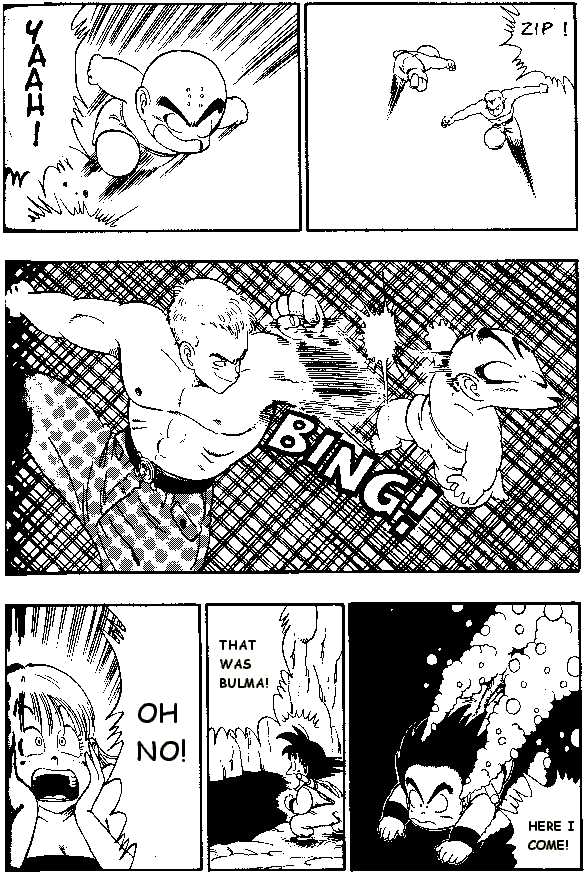 YAAH!
ZIP!
BING!
OH
NO!
THAT
WAS
BULMA!
HERE I
COME!